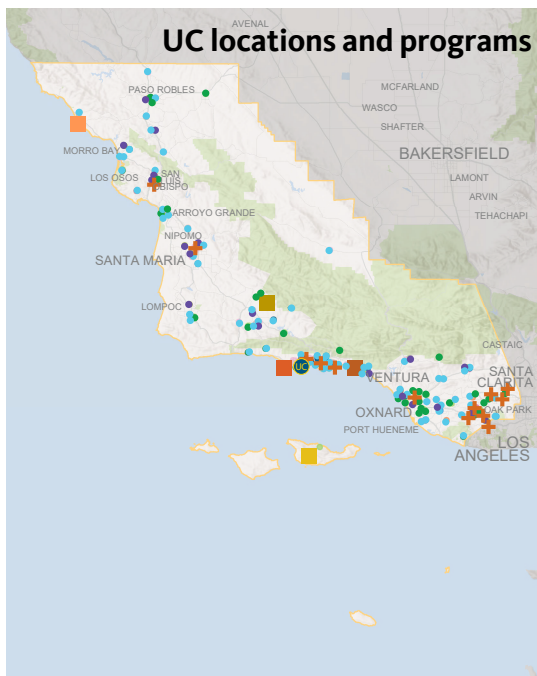 AVENAL
UC locations and programs
PASO ROBLES
MCFARLAND
WASCO
SHAFTER
MORRO BAY
BAKERSFIELD
LOS OSOS
SAN
LUIS
OBISPO
LAMONT
ARVIN
ARROYO GRANDE
TEHACHAPI
NIPOMO
SANTA MARIA
LOMPOC
CASTAIC
UC
VENTURA
SANTA
CLARITA
OXNARD
OAK PARK
PORT HUENEME
LOS
ANGELES